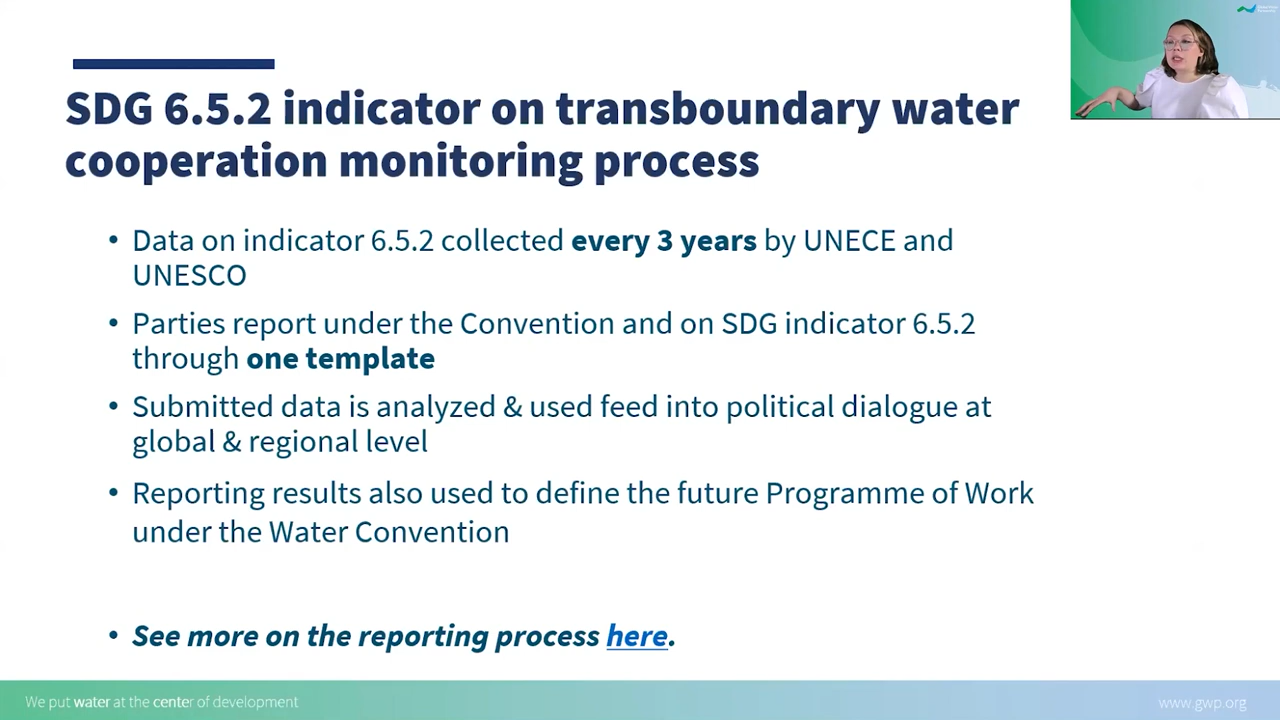 SDG 6.5.2 indicator on transboundary water
cooperation monitoring process
• Data on indicator 6.5.2 collected every 3 years by UNECE and
UNESCO
• Parties report under the Convention and on SDG indicator 6.5.2
through one template
• Submitted data is analyzed & used feed into political dialogue at
global & regional level
• Reporting results also used to define the future Programme of Work
under the Water Convention
• See more on the reporting process here.
We put water at the center of development
www.gwp.org